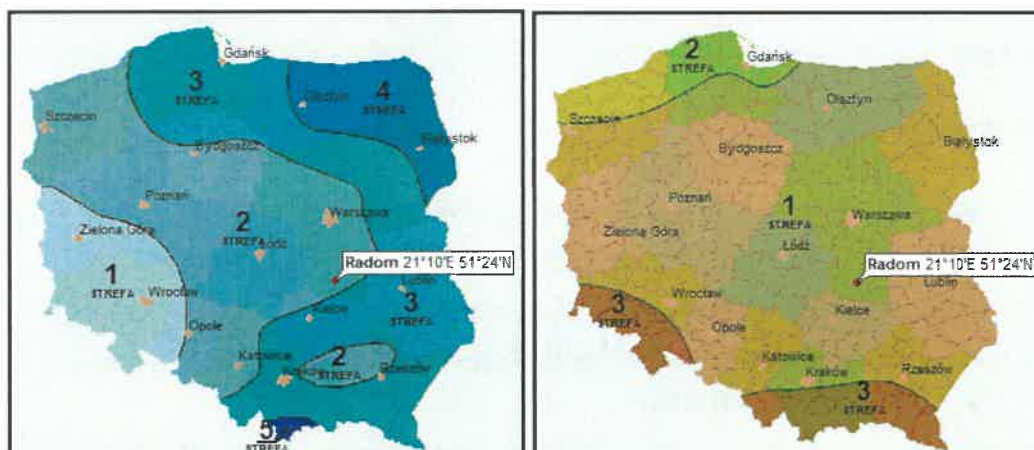 Gdańsk
3
STREFA
4
STREFA
Olsztyn
Szczecin
Białystok
Bydgoszcz
Poznań
2
STREFA
Warszawa
Zielona Góra
Łódź
Radom 21°10'E 51°24'N
1
STREFA
Lublin
3
STREFA
Wrocław
Kielce
Opole
Katowice
2
STREFA
Kraków
Rzeszów
5
STREFA
2
STREFA
Gdańsk
Olsztyn
Szczecin
Białystok
Bydgoszcz
Poznań
1
STREFA
Warszawa
Zielona Góra
Łódź
Radom 21°10'E 51°24'N
Lublin
3
STREFA
Wrocław
Kielce
Opole
Katowice
Kraków
Rzeszów
3
STREFA